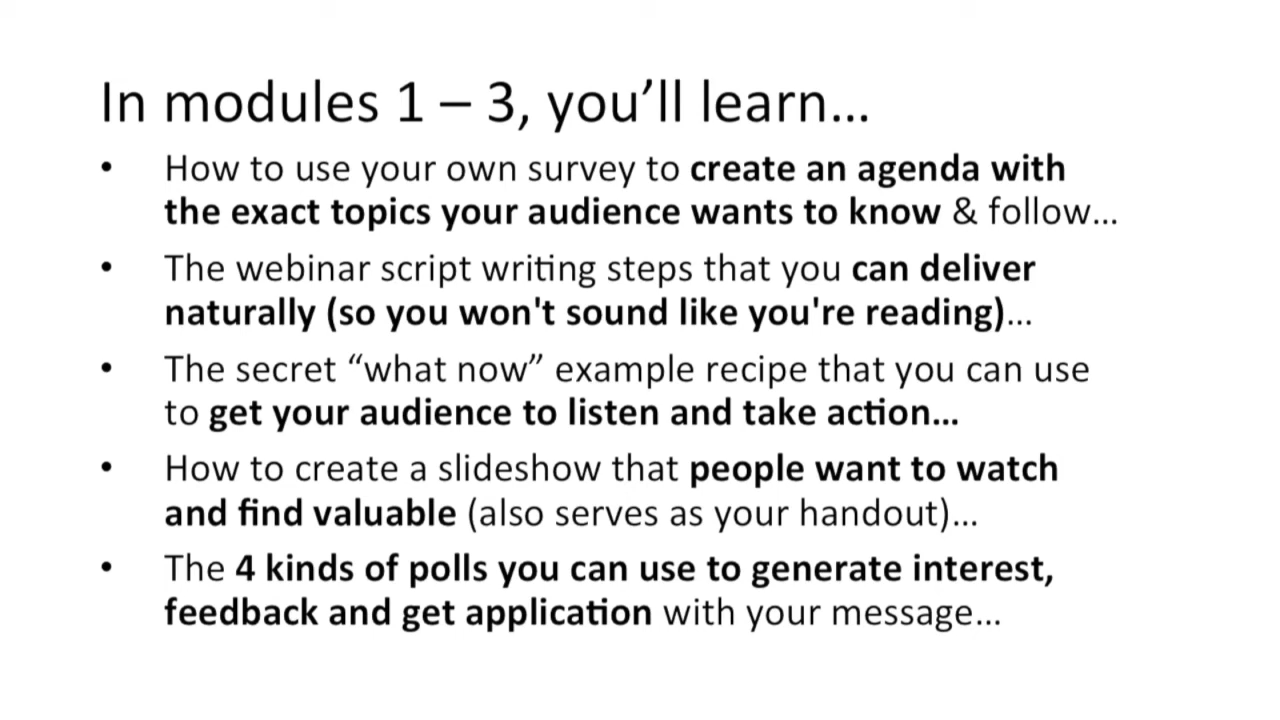 In modules 1 – 3, you’ll learn…
• How to use your own survey to create an agenda with
the exact topics your audience wants to know & follow…
• The webinar script writing steps that you can deliver
naturally (so you won't sound like you're reading)…
• The secret “what now” example recipe that you can use
to get your audience to listen and take action…
• How to create a slideshow that people want to watch
and find valuable (also serves as your handout)…
• The 4 kinds of polls you can use to generate interest,
feedback and get application with your message…